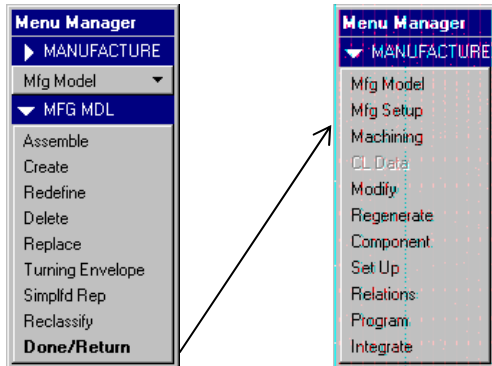 Menu Manager
MANUFACTURE
Mfg Model
MFG MDL
Assemble
Create
Redefine
Delete
Replace
Turning Envelope
Simplfd Rep
Reclassify
Done/Return
Menu Manager
MANUFACTURE
Mfg Model
Mfg Setup
Machining
CL Data
Modify
Regenerate
Component
Set Up
Relations
Program
Integrate